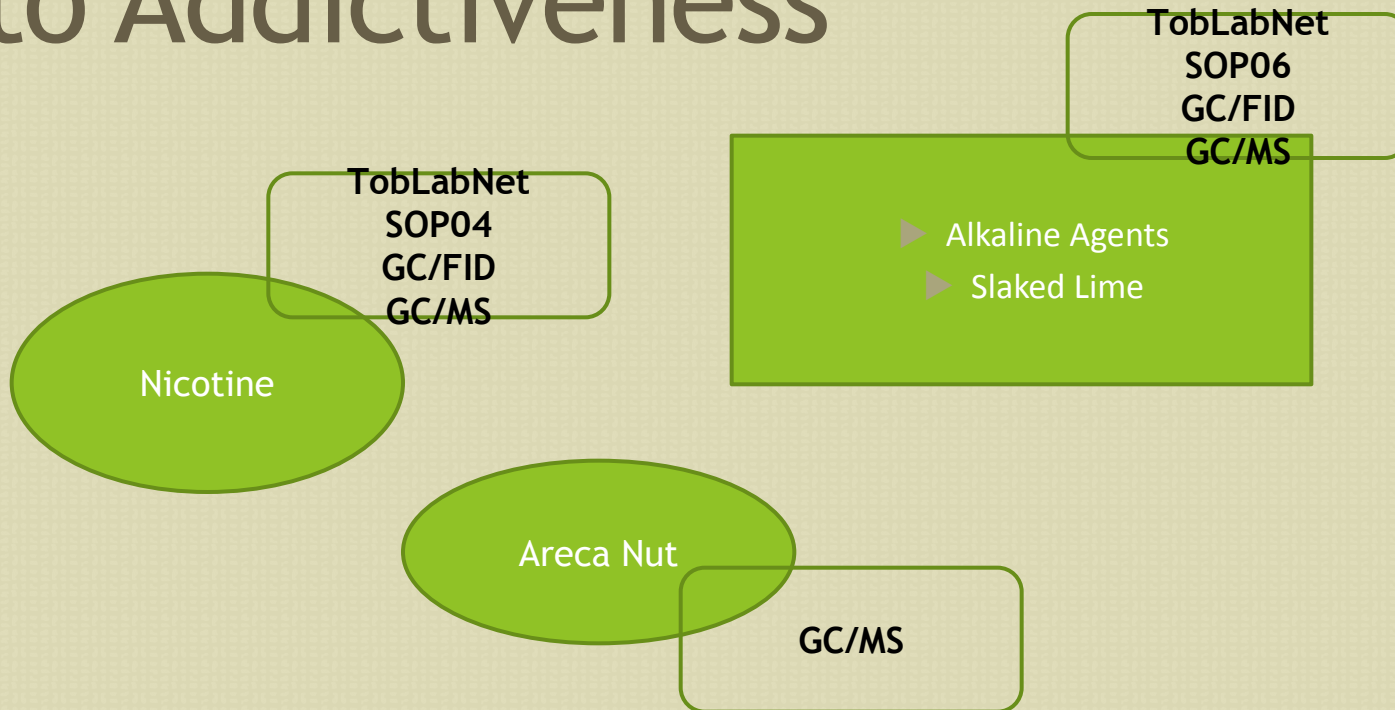 to Addictiveness
TobLabNet
SOP06
GC/FID
GC/MS
TobLabNet
SOP04
GC/FID
GC/MS
Alkaline Agents
Slaked Lime
Nicotine
Areca Nut
GC/MS